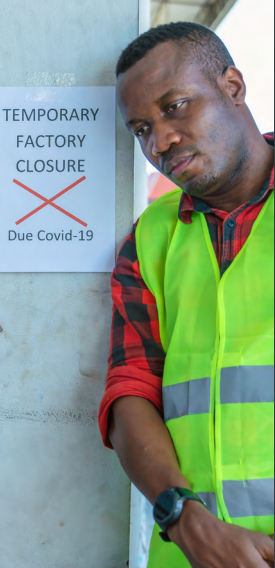 TEMPORARY
FACTORY
CLOSURE
Due Covid-19